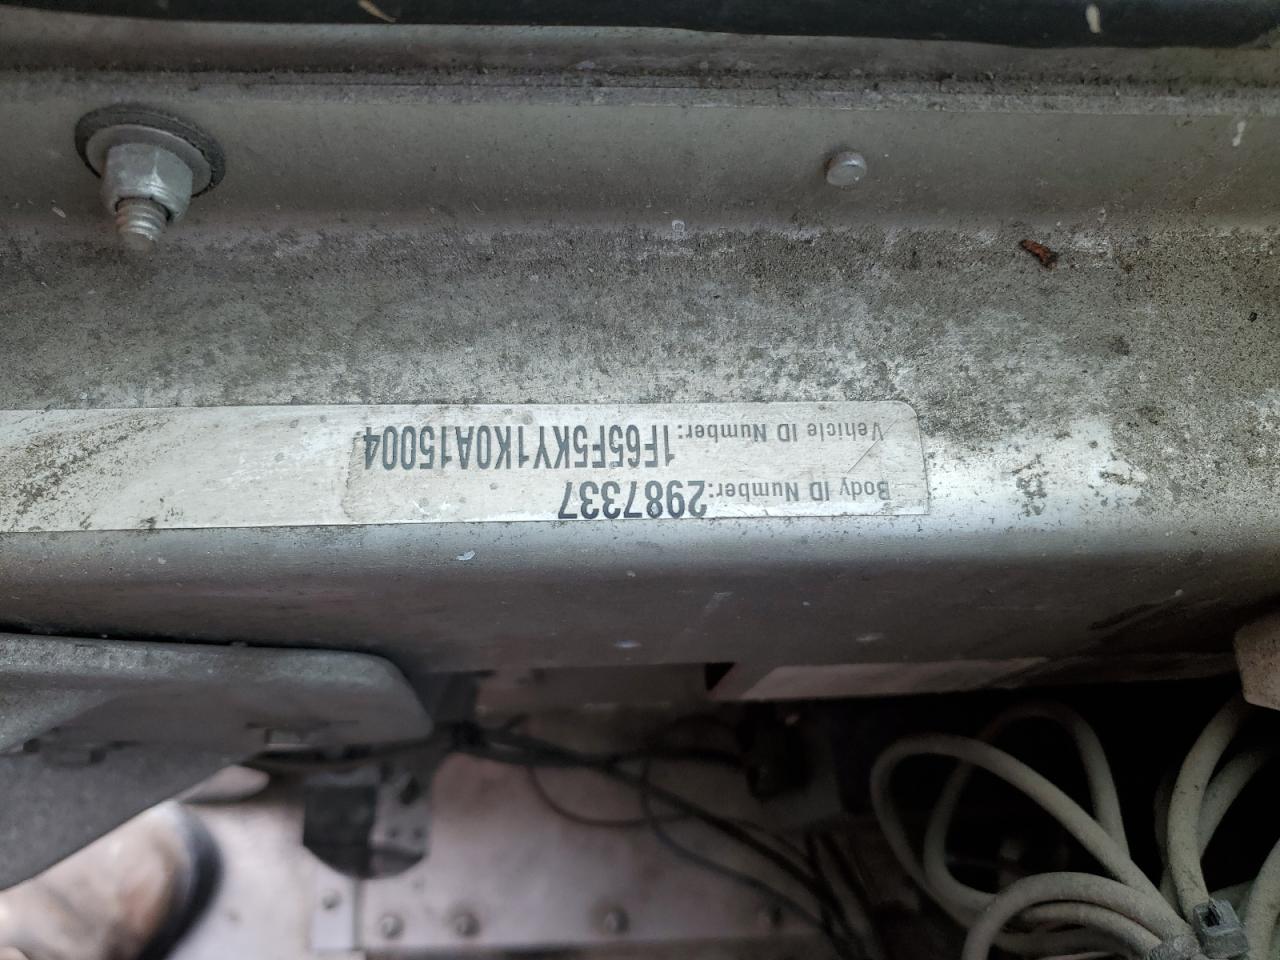 Body ID Number:2987337
Vehicle ID Number:1F65F5KY1K0A15004